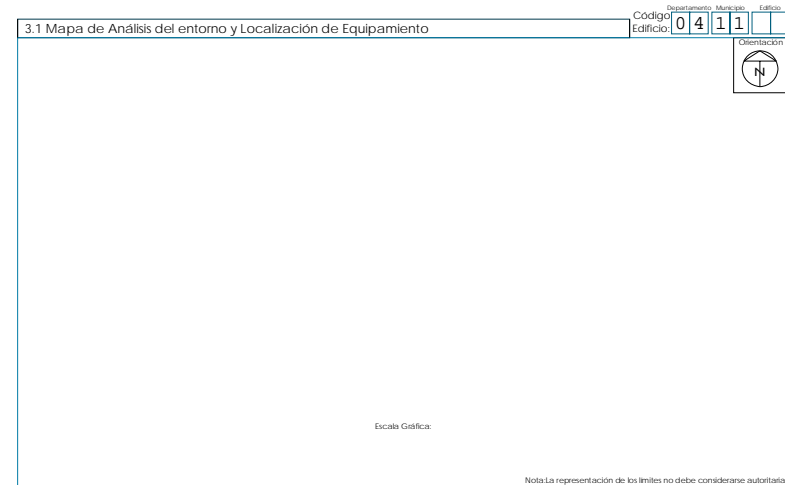 Departamento Municipio Edificio
3.1 Mapa de Análisis del entorno y Localización de Equipamiento
Código Edificio: 0 4 1 1
Orientación
N
Escala Gráfica:
Nota:La representación de los limites no debe considerarse autoritaria